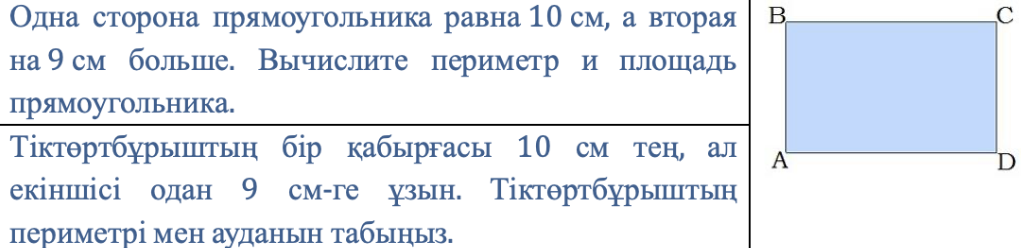 Одна сторона прямоугольника равна 10 см, а вторая
на 9 см больше. Вычислите периметр и площадь
прямоугольника.
Тіктөртбұрыштың бір қабырғасы 10 см тең, ал
екіншісі одан 9 см-ге ұзын. Тіктөртбұрыштың
периметрі мен ауданын табыңыз.
B C
A D